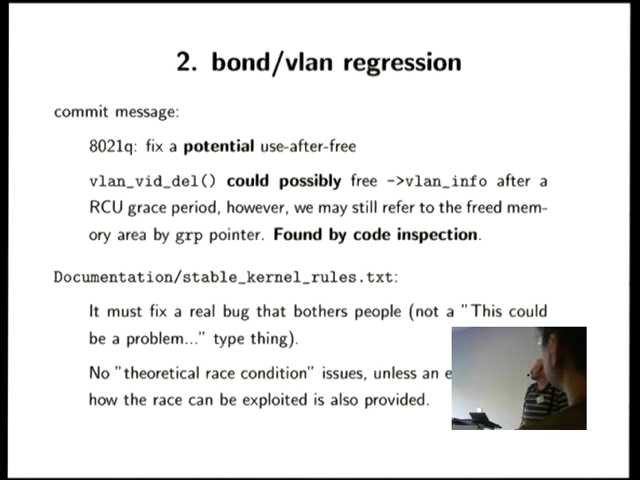 2. bond/vlan regression
commit message:
8021q: fix a potential use-after-free
vlan_vid_del() could possibly free ->vlan_info after a
RCU grace period, however, we may still refer to the freed mem-
ory area by grp pointer. Found by code inspection.
Documentation/stable_kernel_rules.txt:
It must fix a real bug that bothers people (not a "This could
be a problem..." type thing).
No "theoretical race condition" issues, unless an
how the race can be exploited is also provided.